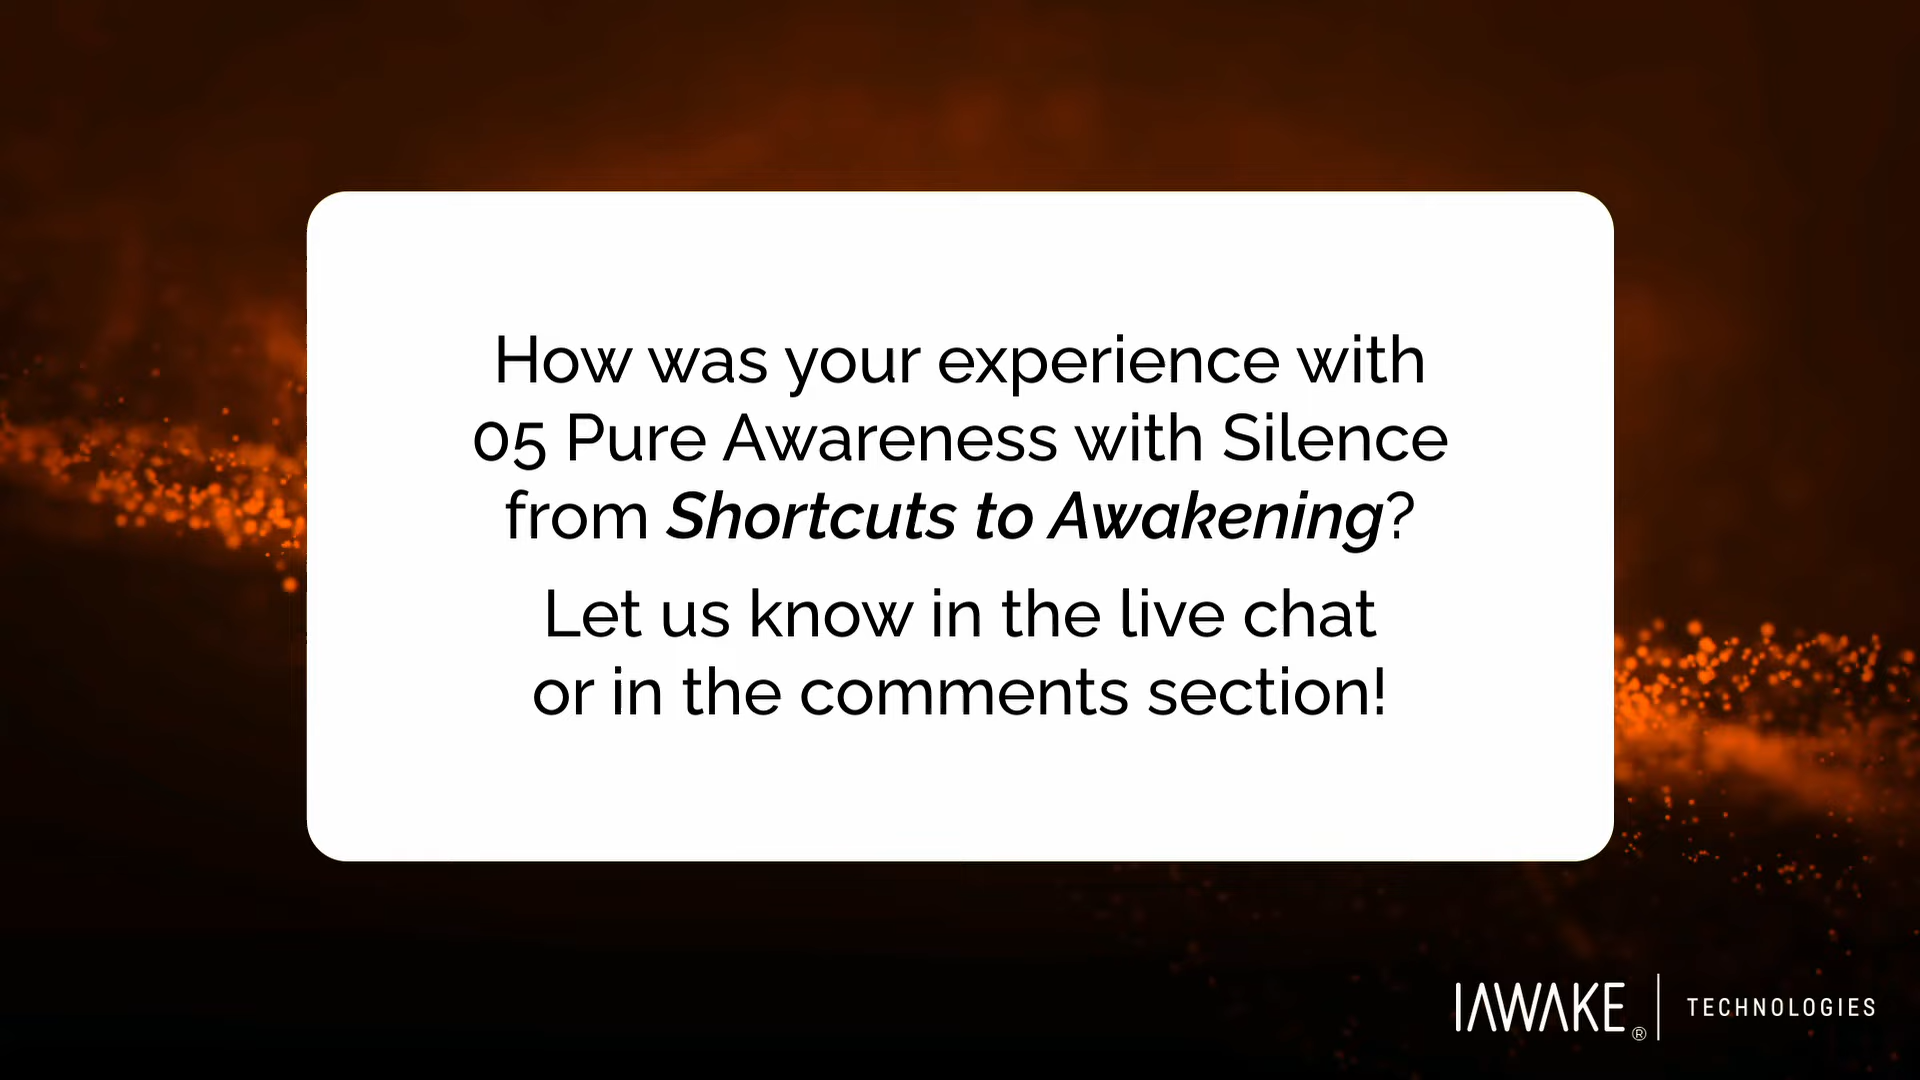 How was your experience with
05 Pure Awareness with Silence
from Shortcuts to Awakening?
Let us know in the live chat
or in the comments section!
IAWAKE® | TECHNOLOGIES